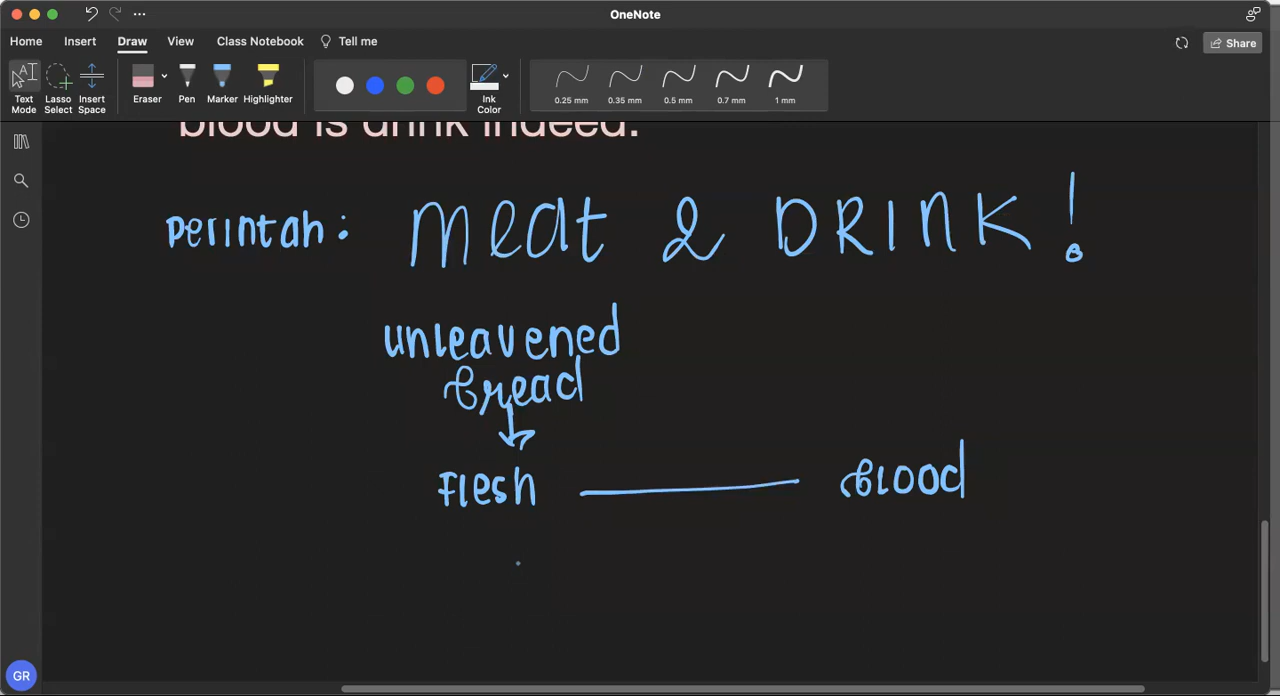 OneNote
Home Insert Draw View Class Notebook Tell me
Share
Text Mode
Lasso Select
Insert Space
Eraser
Pen
Marker
Highlighter
Ink Color
0.25 mm
0.35 mm
0.5 mm
0.7 mm
1 mm
blood is drink indeed.
Perintah: Meat & DRINK!
unleavened
bread
Flesh Blood
GR